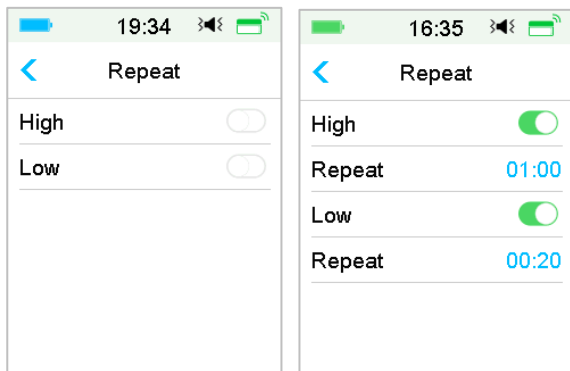 19:34
Repeat
High
Low
16:35
Repeat
High
Repeat 01:00
Low
Repeat 00:20